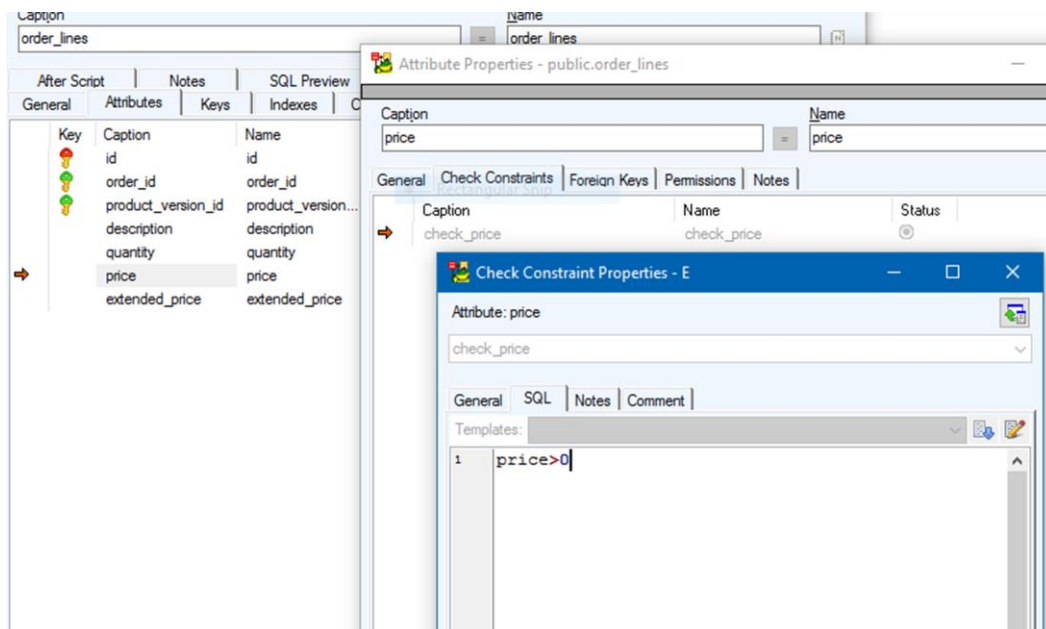 Caption
Name
order_lines
=
order_lines
After Script
Notes
SQL Preview
General
Attributes
Keys
Indexes
Key
Caption
Name
id
id
order_id
order_id
product_version_id
product_version...
description
description
quantity
quantity
price
price
extended_price
extended_price
Attribute Properties - public.order_lines
Caption
Name
price
=
price
General
Check Constraints
Foreign Keys
Permissions
Notes
Rectangular Snip
Caption
Name
Status
check_price
check_price
Check Constraint Properties - E
Attribute: price
check_price
General
SQL
Notes
Comment
Templates:
1
price>0